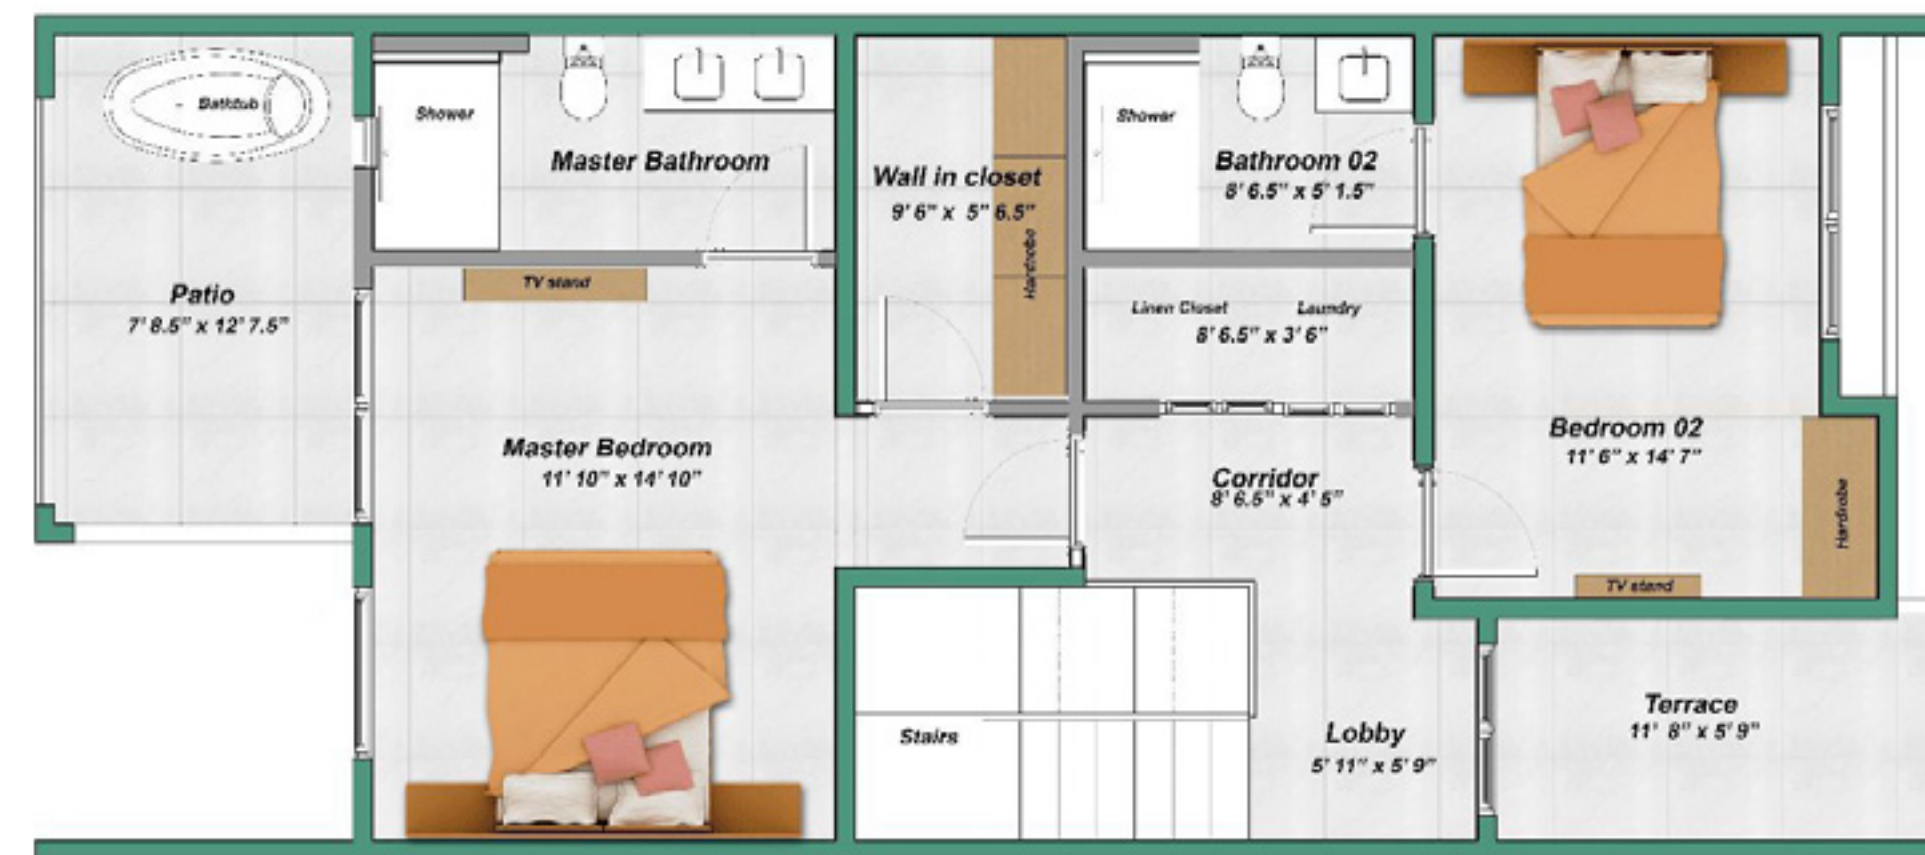 Bathtub
Patio
7' 8.5" x 12' 7.5"
Shower
Master Bathroom
TV stand
Master Bedroom
11' 10" x 14' 10"
Wall in closet
9' 6" x 5" 6.5"
Hardrobe
Shower
Bathroom 02
8' 6.5" x 5' 1.5"
Linen Closet
Laundry
8' 6.5" x 3' 6"
Corridor
8' 6.5" x 4' 5"
Bedroom 02
11' 6" x 14' 7"
Hardrobe
TV stand
Stairs
Lobby
5' 11" x 5' 9"
Terrace
11' 8" x 5' 9"